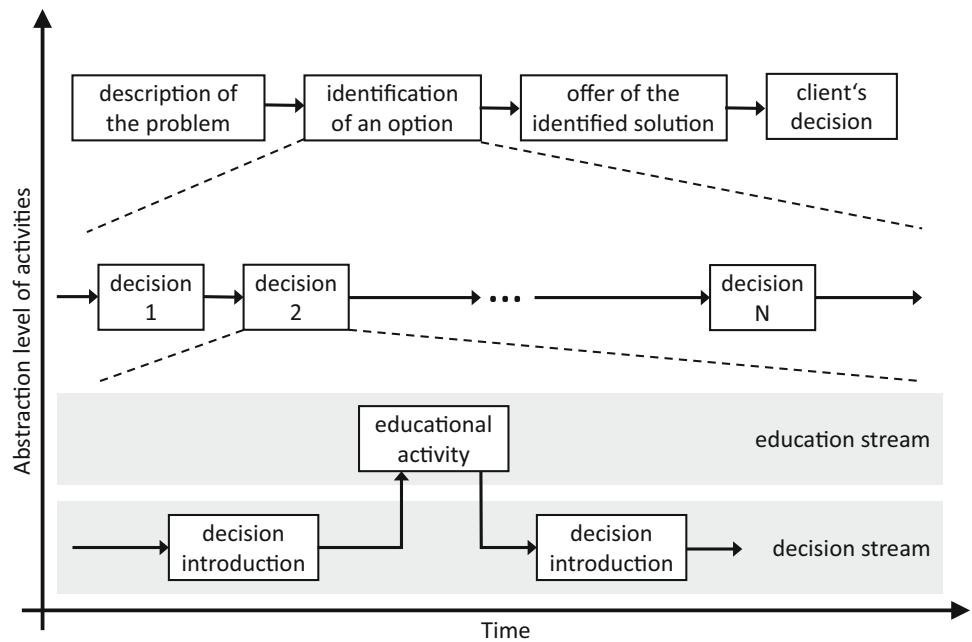 description of
the problem
identification
of an option
offer of the
identified solution
client‘s
decision
decision
1
decision
2
...
decision
N
educational
activity
education stream
decision
introduction
decision
introduction
decision stream
Abstraction level of activities
Time